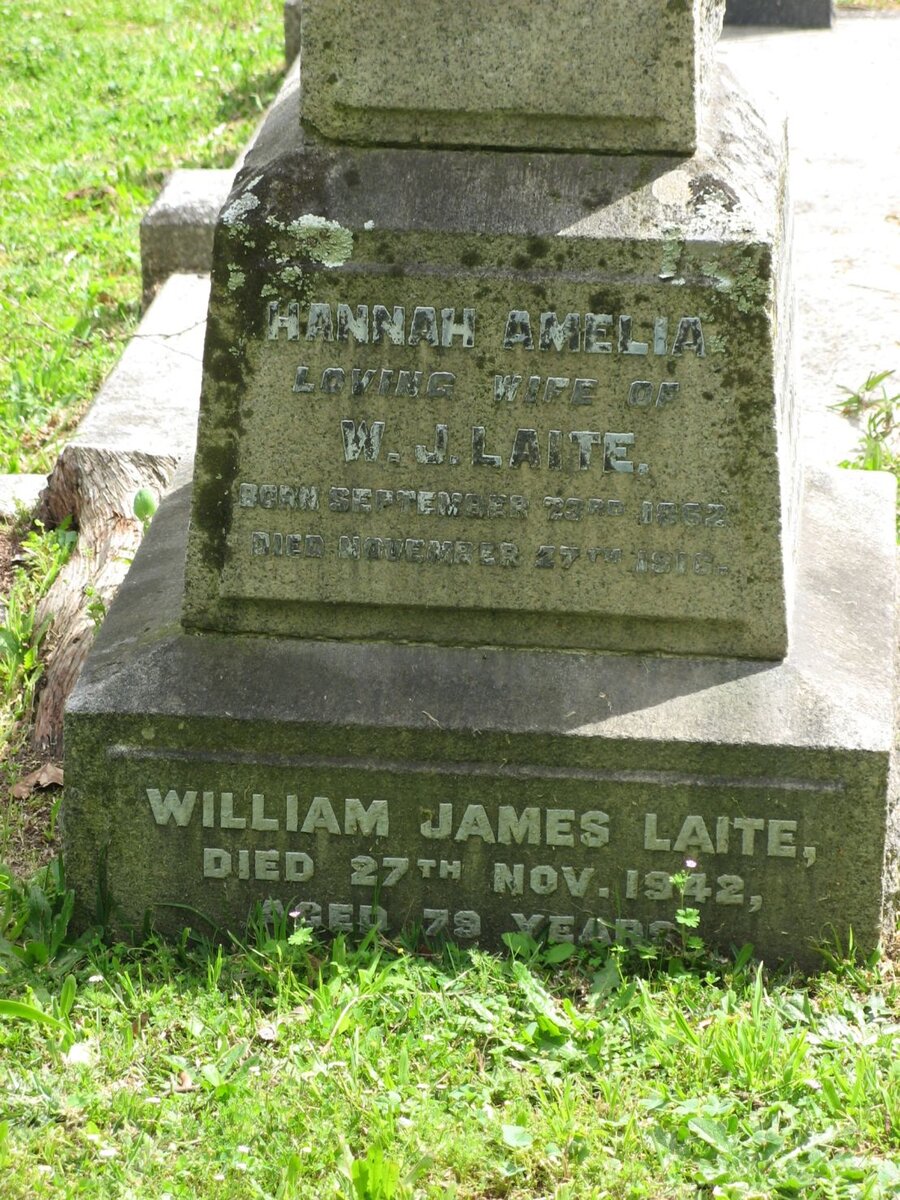 HANNAH AMELIA
LOVING WIFE OF
W. J. LAITE.
BORN SEPTEMBER 23RD 1862
DIED NOVEMBER 27TH 1916.
WILLIAM JAMES LAITE,
DIED 27TH NOV. 1942,
AGED 79 YEARS